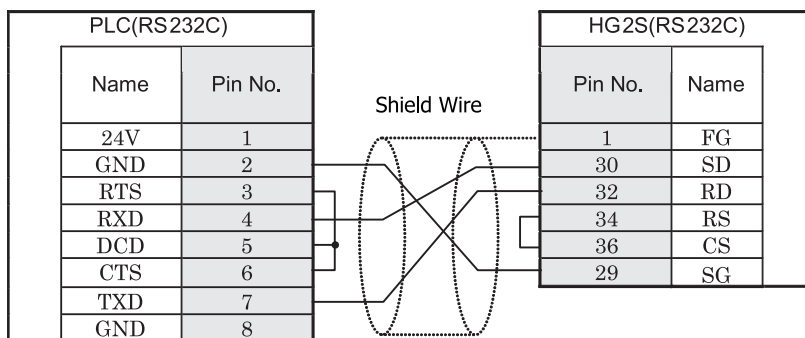 PLC(RS232C) HG2S(RS232C)
Name Pin No. Pin No. Name
Shield Wire
24V 1 1 FG
GND 2 30 SD
RTS 3 32 RD
RXD 4 34 RS
DCD 5 36 CS
CTS 6 29 SG
TXD 7
GND 8